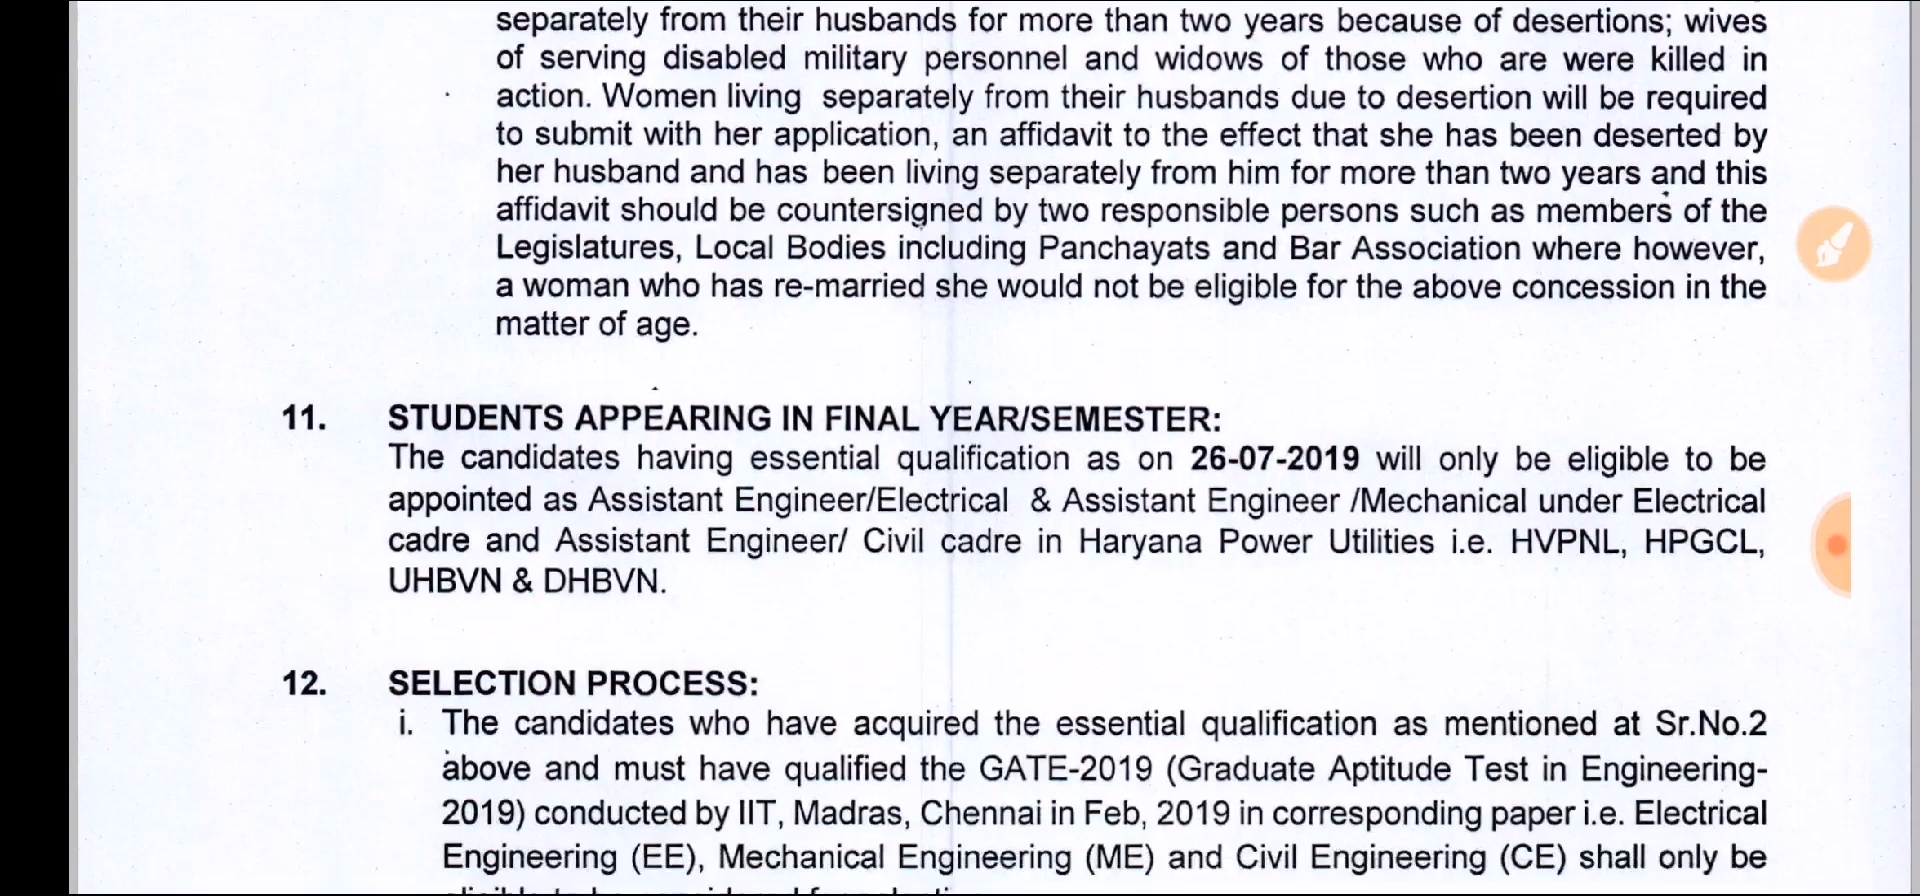 separately from their husbands for more than two years because of desertions; wives
of serving disabled military personnel and widows of those who are were killed in
action. Women living separately from their husbands due to desertion will be required
to submit with her application, an affidavit to the effect that she has been deserted by
her husband and has been living separately from him for more than two years and this
affidavit should be countersigned by two responsible persons such as members of the
Legislatures, Local Bodies including Panchayats and Bar Association where however,
a woman who has re-married she would not be eligible for the above concession in the
matter of age.
11. STUDENTS APPEARING IN FINAL YEAR/SEMESTER:
The candidates having essential qualification as on 26-07-2019 will only be eligible to be
appointed as Assistant Engineer/Electrical & Assistant Engineer /Mechanical under Electrical
cadre and Assistant Engineer/ Civil cadre in Haryana Power Utilities i.e. HVPNL, HPGCL,
UHBVN & DHBVN.
12. SELECTION PROCESS:
i. The candidates who have acquired the essential qualification as mentioned at Sr.No.2
above and must have qualified the GATE-2019 (Graduate Aptitude Test in Engineering-
2019) conducted by IIT, Madras, Chennai in Feb, 2019 in corresponding paper i.e. Electrical
Engineering (EE), Mechanical Engineering (ME) and Civil Engineering (CE) shall only be